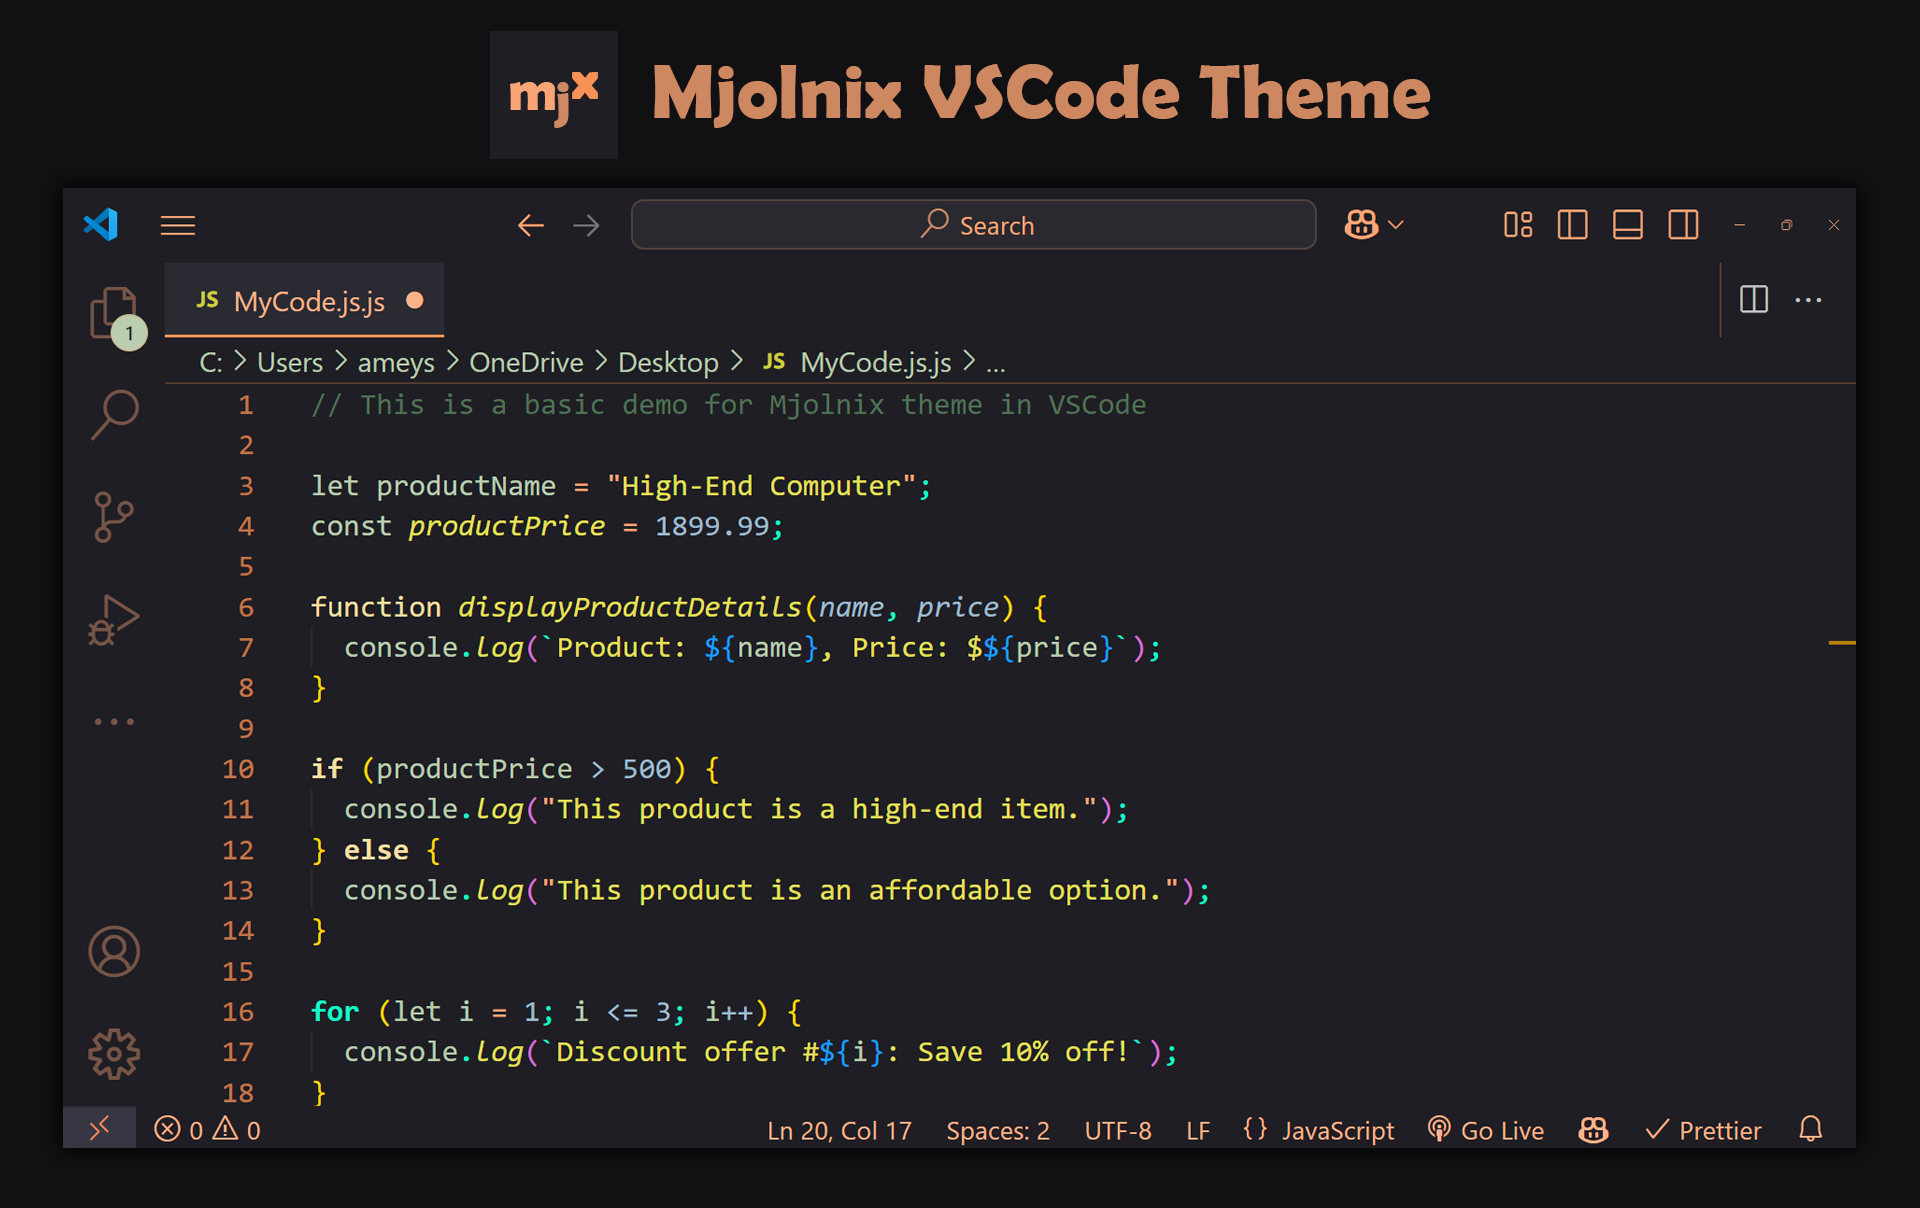 mjx Mjolnix VSCode Theme
Search
JS MyCode.js.js
1
C: > Users > ameys > OneDrive > Desktop > JS MyCode.js.js > ...
1 // This is a basic demo for Mjolnix theme in VSCode
2
3 let productName = "High-End Computer";
4 const productPrice = 1899.99;
5
6 function displayProductDetails(name, price) {
7   console.log(`Product: ${name}, Price: $${price}`);
8 }
9
10 if (productPrice > 500) {
11   console.log("This product is a high-end item.");
12 } else {
13   console.log("This product is an affordable option.");
14 }
15
16 for (let i = 1; i <= 3; i++) {
17   console.log(`Discount offer #${i}: Save 10% off!`);
18 }
0 0 Ln 20, Col 17 Spaces: 2 UTF-8 LF {} JavaScript Go Live Prettier